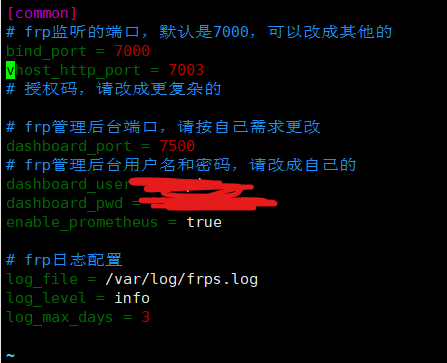 [common]
# frp监听的端口，默认是7000，可以改成其他的
bind_port = 7000
vhost_http_port = 7003
# 授权码，请改成更复杂的
# frp管理后台端口，请按自己需求更改
dashboard_port = 7500
# frp管理后台用户名和密码，请改成自己的
dashboard_user
dashboard_pwd =
enable_prometheus = true
# frp日志配置
log_file = /var/log/frps.log
log_level = info
log_max_days = 3
~